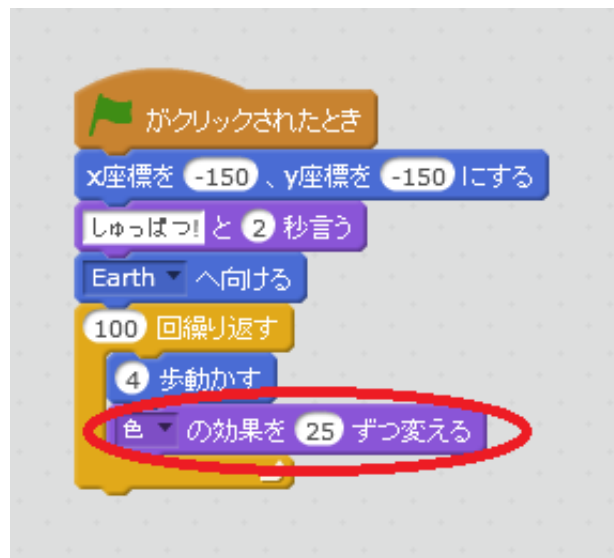 がクリックされたとき
x座標を -150 、y座標を -150 にする
しゅっぱつ! と 2 秒言う
Earth へ向ける
100 回繰り返す
4 歩動かす
色 の効果を 25 ずつ変える